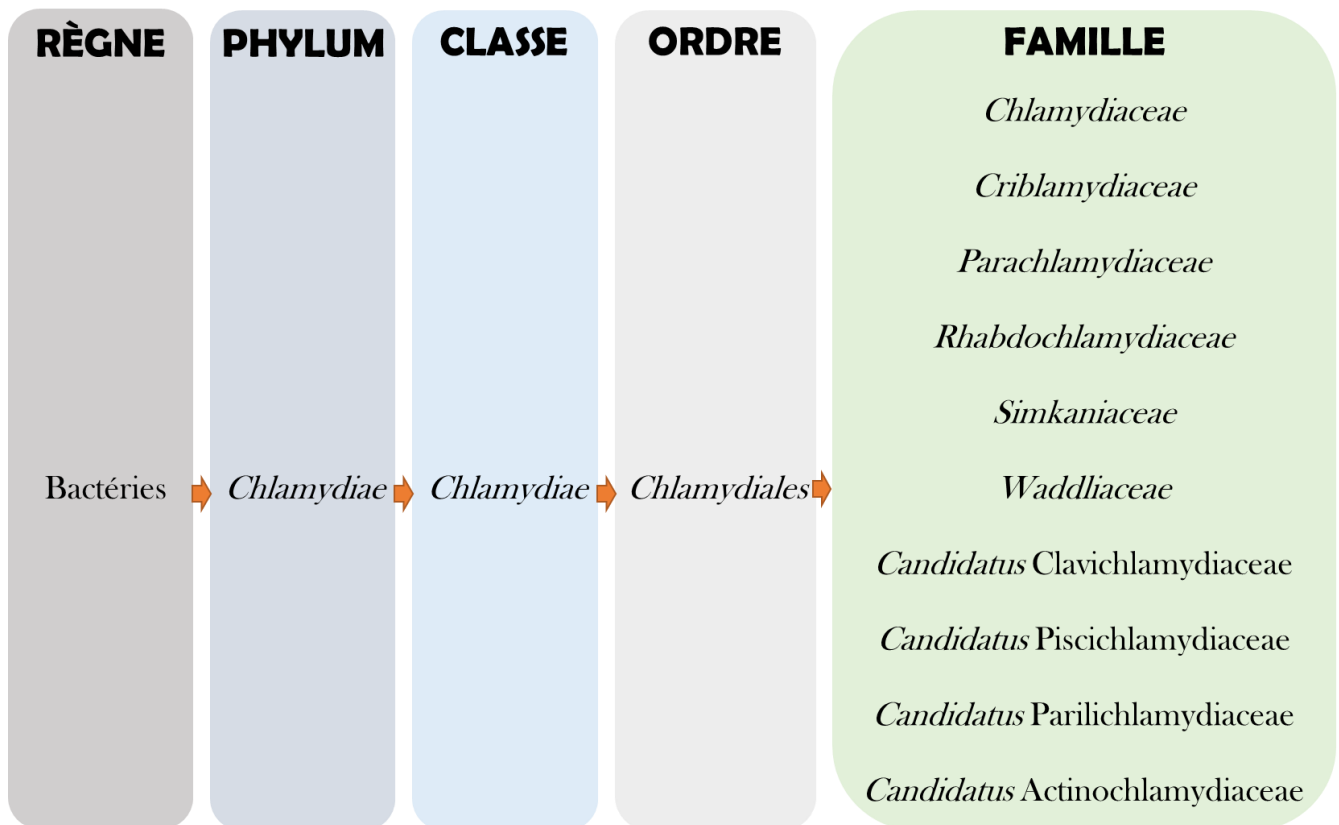 RÈGNE
PHYLUM
CLASSE
ORDRE
FAMILLE
Chlamydiaceae
Criblamydiaceae
Parachlamydiaceae
Rhabdochlamydiaceae
Simkaniaceae
Bactéries
Chlamydiae
Chlamydiae
Chlamydiales
Waddliaceae
Candidatus Clavichlamydiaceae
Candidatus Piscichlamydiaceae
Candidatus Parilichlamydiaceae
Candidatus Actinochlamydiaceae